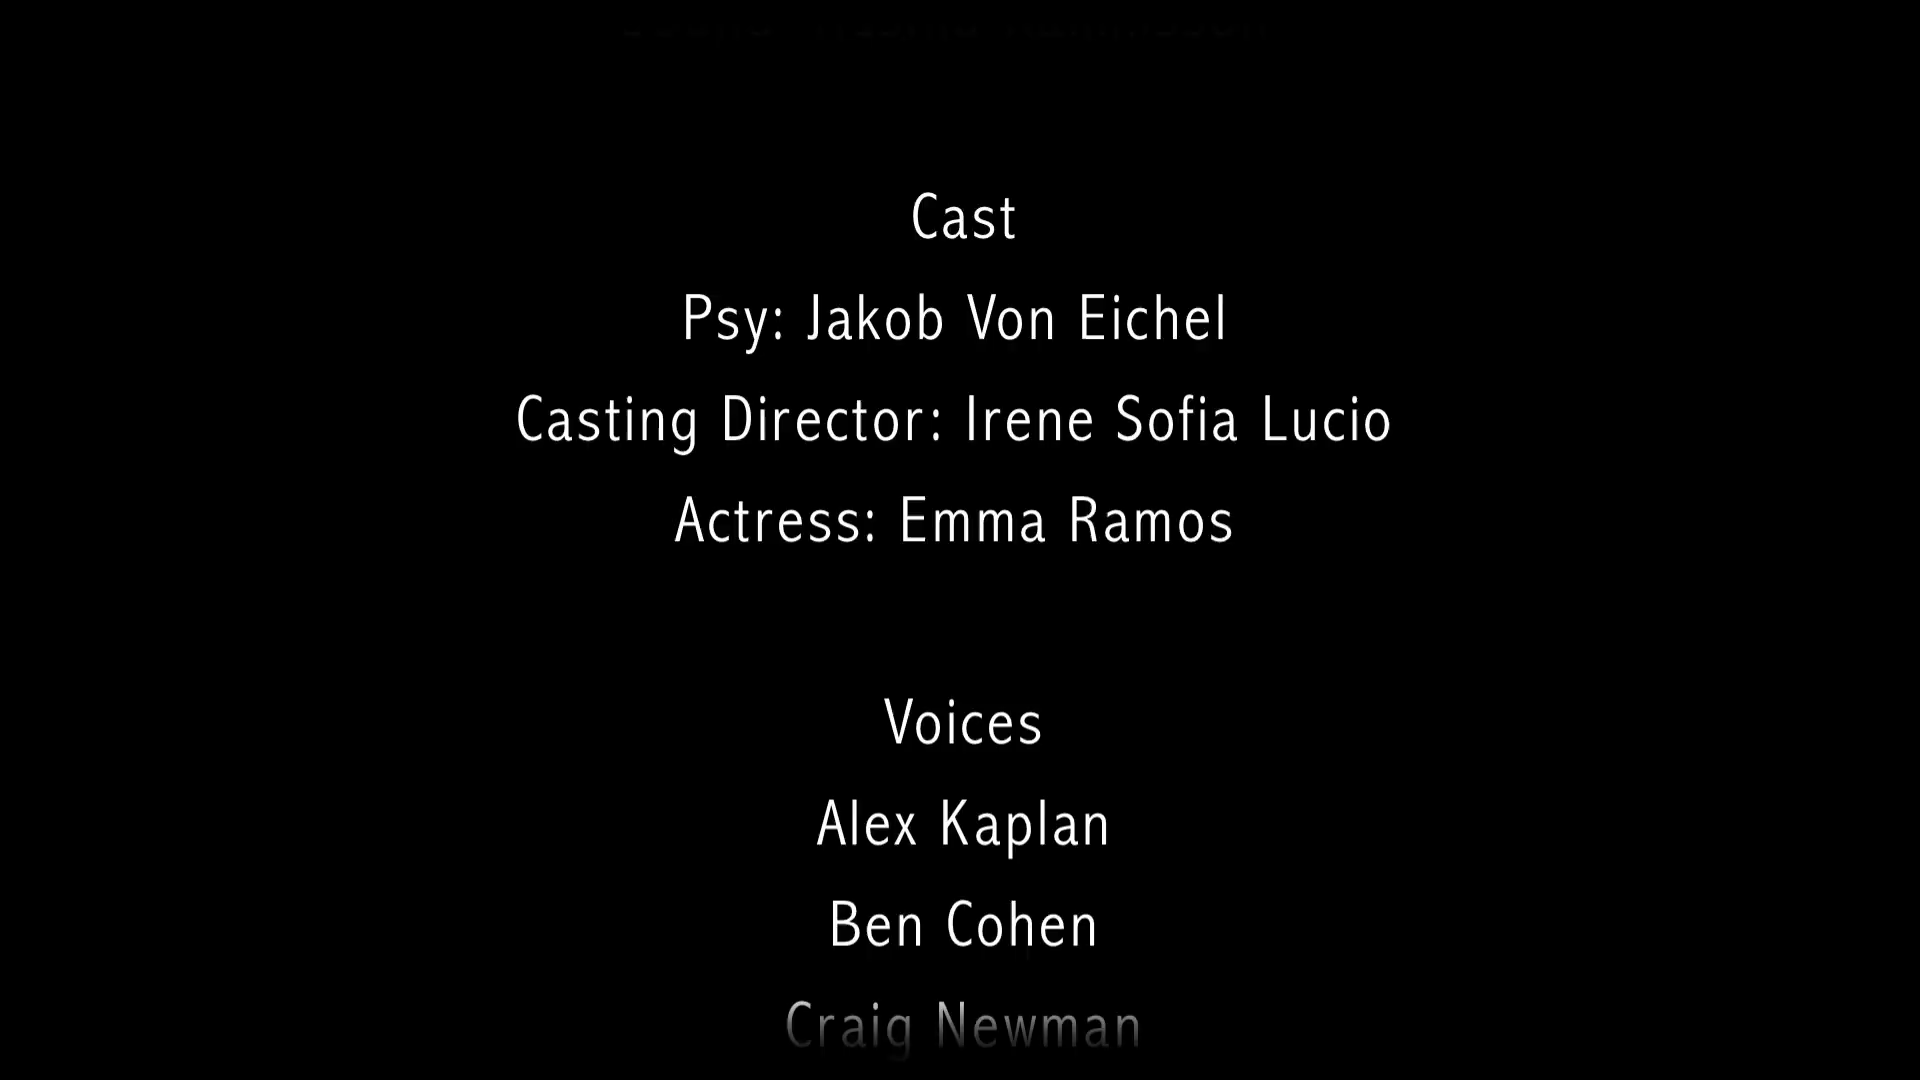 Cast
Psy: Jakob Von Eichel
Casting Director: Irene Sofia Lucio
Actress: Emma Ramos
Voices
Alex Kaplan
Ben Cohen
Craig Newman